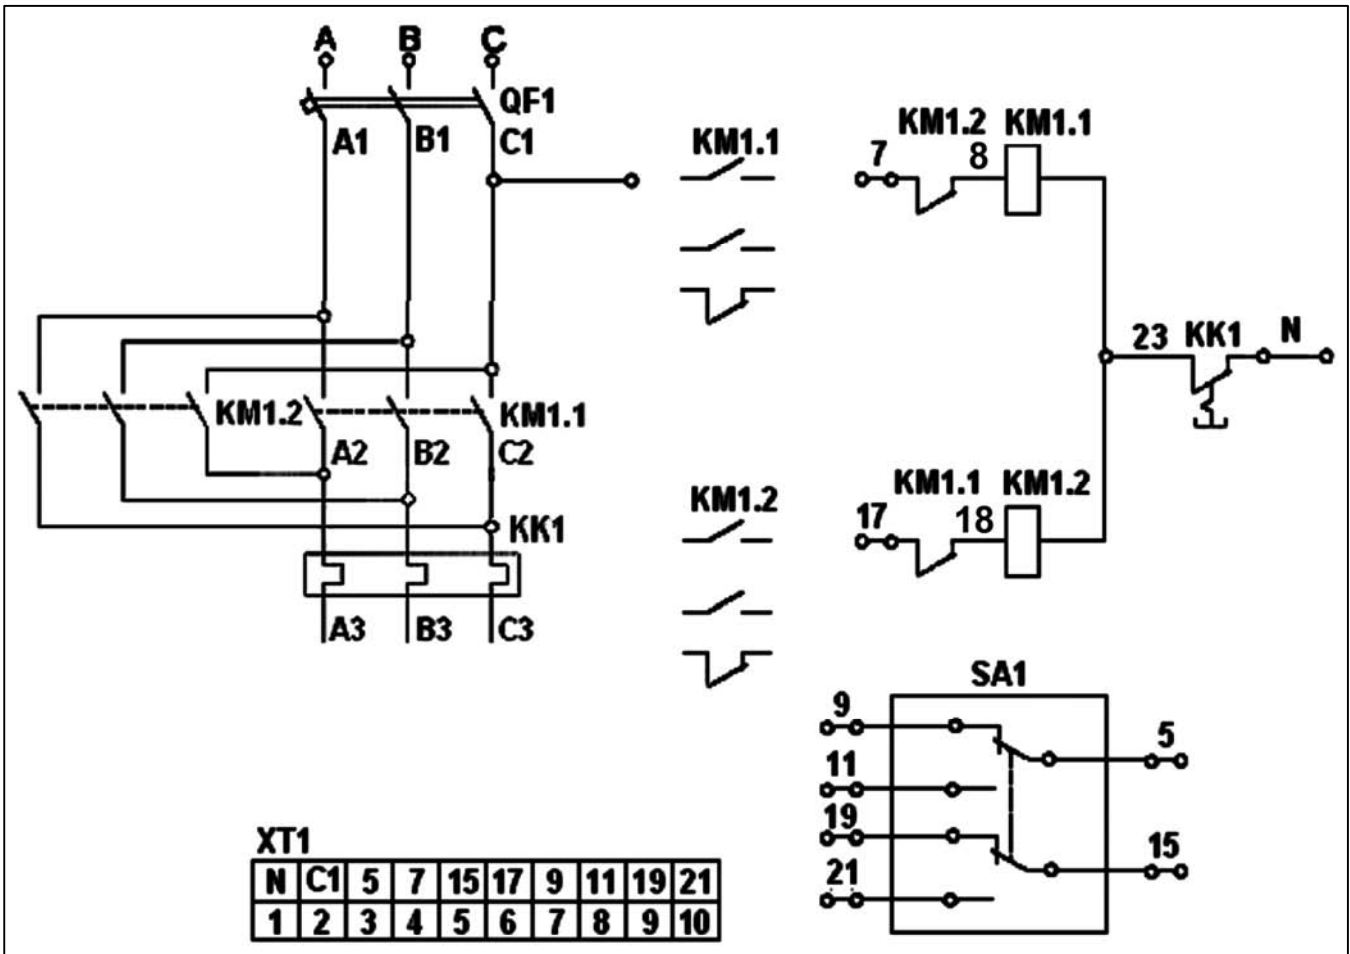 A B C
QF1
A1 B1 C1
KM1.1
KM1.2 KM1.1
7 8
23 KK1 N
KM1.2 KM1.1
A2 B2 C2
KK1
A3 B3 C3
KM1.2
KM1.1 KM1.2
17 18
SA1
9
5
11
19
15
21
XT1
N C1 5 7 15 17 9 11 19 21
1 2 3 4 5 6 7 8 9 10